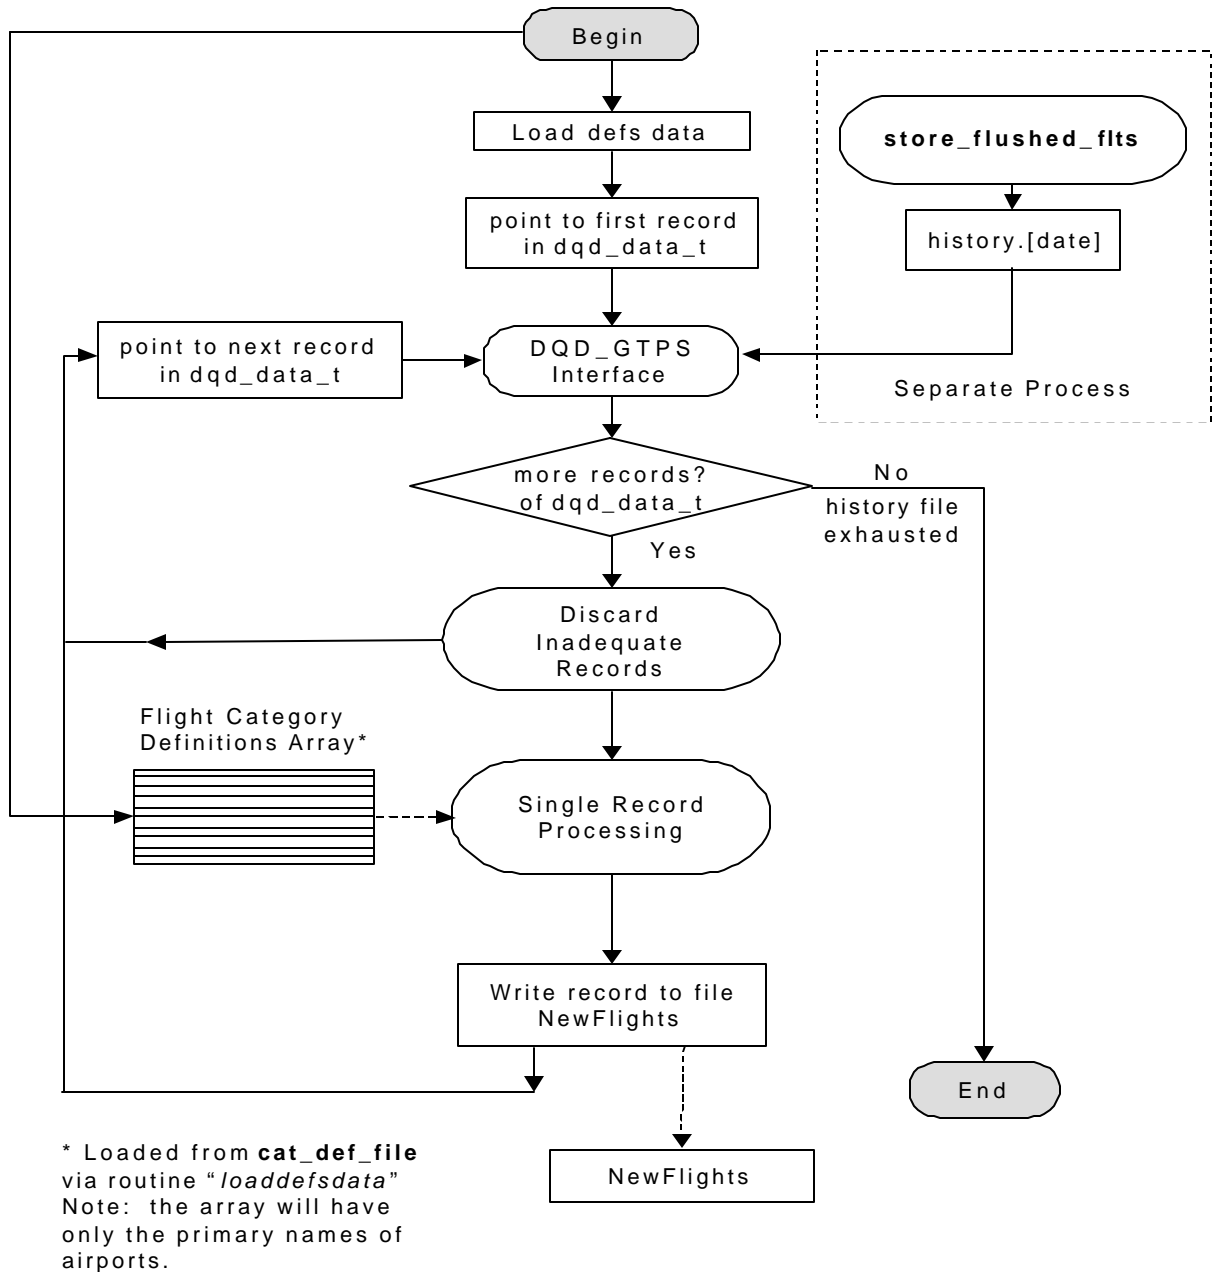 Begin
Load defs data
store_flushed_flts
point to first record
in dqd_data_t
history.[date]
point to next record
in dqd_data_t
DQD_GTPS
Interface
Separate Process
more records?
of dqd_data_t
No
history file
exhausted
Yes
Discard
Inadequate
Records
Flight Category
Definitions Array*
Single Record
Processing
Write record to file
NewFlights
End
* Loaded from cat_def_file
via routine “loaddefsdata”
Note: the array will have
only the primary names of
airports.
NewFlights